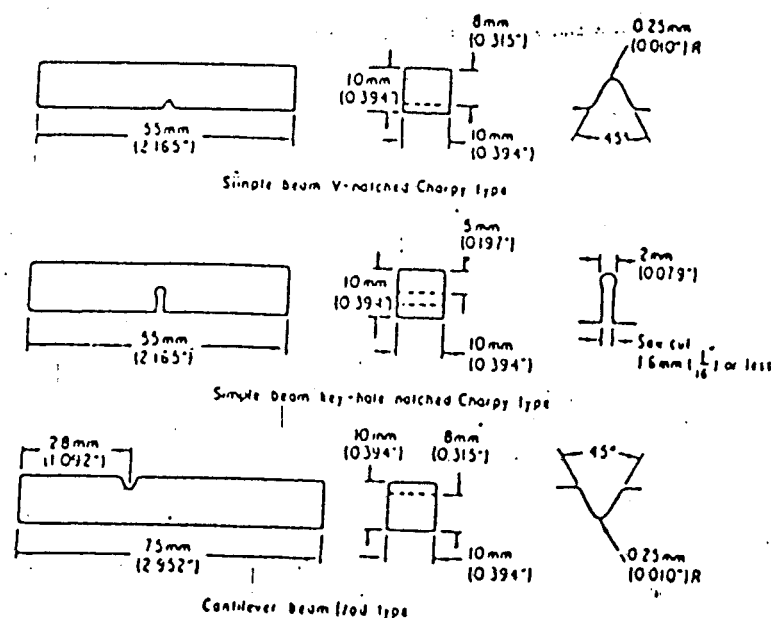 8mm
(0.315")
0.25mm
(0.010")R
10mm
(0.394")
55mm
(2.165")
10mm
(0.394")
45°
Simple beam V-notched Charpy type
5mm
(0.197")
2mm
(0.079")
10mm
(0.394")
55mm
(2.165")
10mm
(0.394")
Saw cut
1.6mm (1/16") or less
Simple beam key-hole notched Charpy type
28mm
(1.092")
10mm
(0.394")
8mm
(0.315")
45°
75mm
(2.952")
10mm
(0.394")
0.25mm
(0.010")R
Cantilever beam Izod type